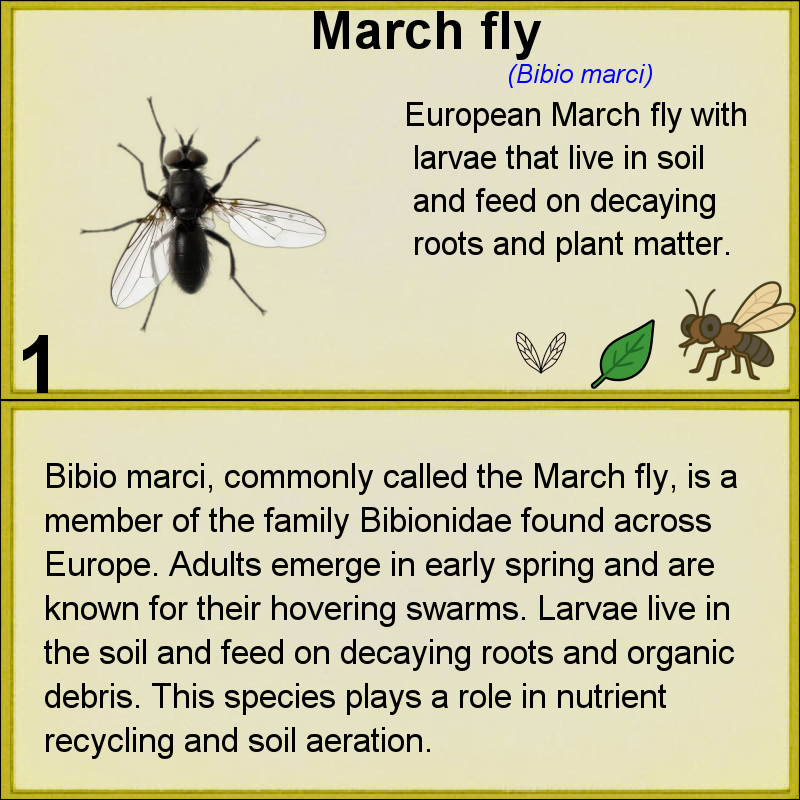 March fly
(Bibio marci)
European March fly with
larvae that live in soil
and feed on decaying
roots and plant matter.
1
Bibio marci, commonly called the March fly, is a
member of the family Bibionidae found across
Europe. Adults emerge in early spring and are
known for their hovering swarms. Larvae live in
the soil and feed on decaying roots and organic
debris. This species plays a role in nutrient
recycling and soil aeration.